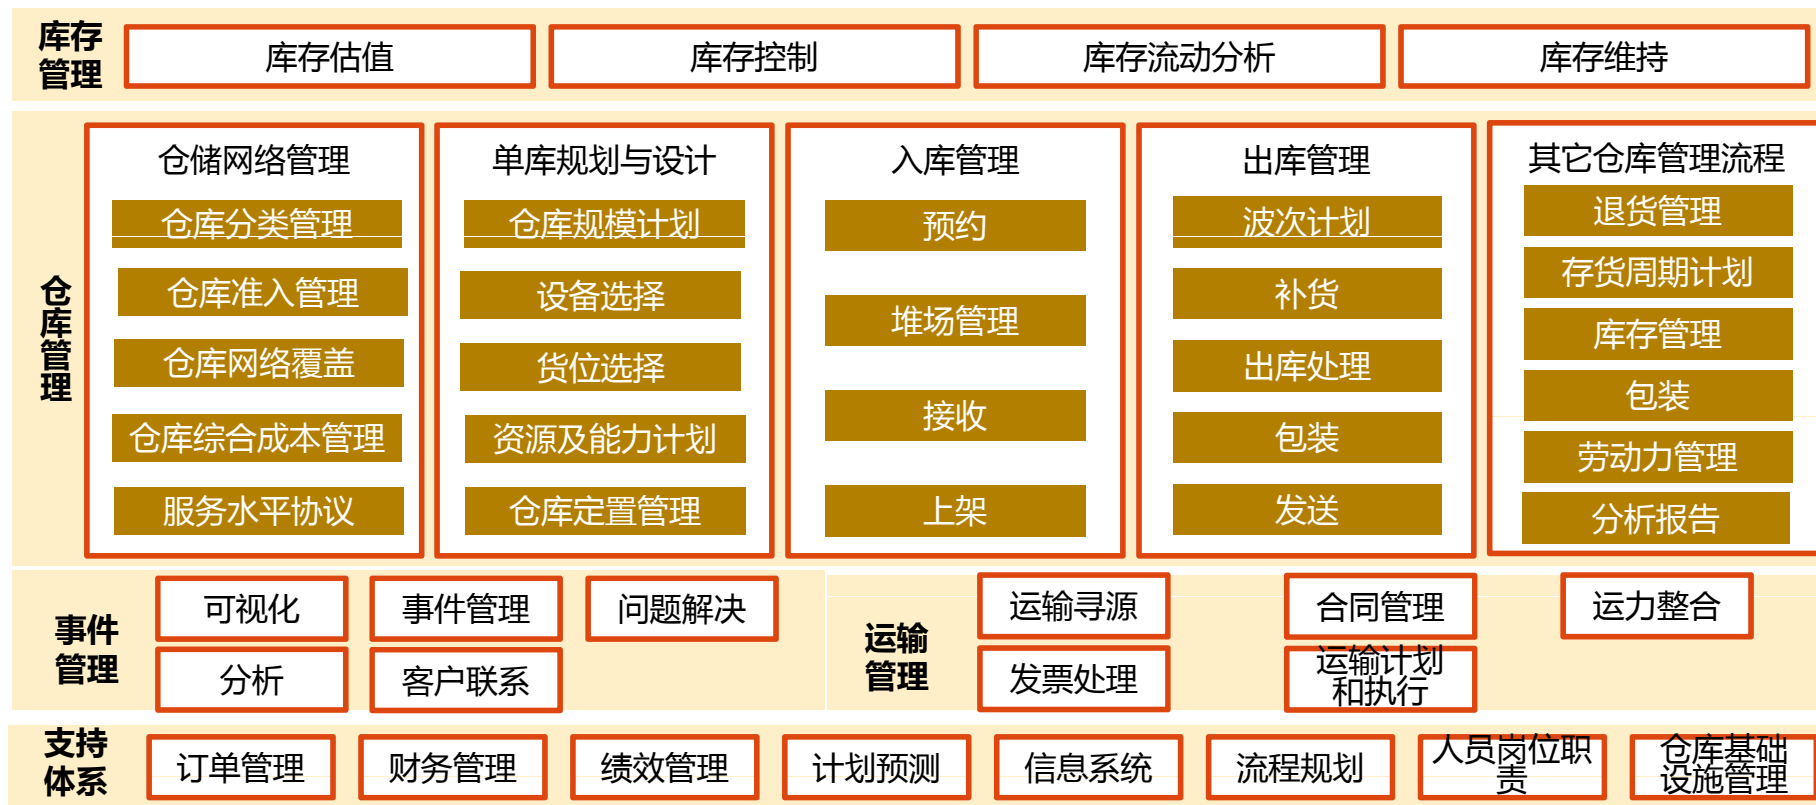 库存
管理
库存估值
库存控制
库存流动分析
库存维持
仓库管理
仓储网络管理
仓库分类管理
仓库准入管理
仓库网络覆盖
仓库综合成本管理
服务水平协议
单库规划与设计
仓库规模计划
设备选择
货位选择
资源及能力计划
仓库定置管理
入库管理
预约
堆场管理
接收
上架
出库管理
波次计划
补货
出库处理
包装
发送
其它仓库管理流程
退货管理
存货周期计划
库存管理
包装
劳动力管理
分析报告
事件
管理
可视化
事件管理
问题解决
分析
客户联系
运输
管理
运输寻源
合同管理
运力整合
发票处理
运输计划
和执行
支持
体系
订单管理
财务管理
绩效管理
计划预测
信息系统
流程规划
人员岗位职
责
仓库基础
设施管理